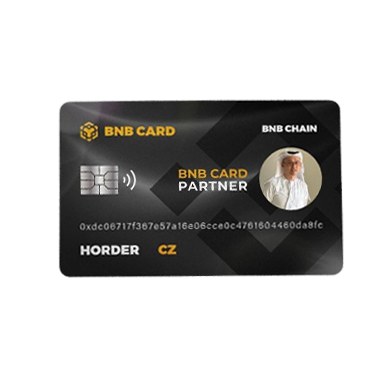 BNB CARD
BNB CHAIN
BNB CARD
PARTNER
0xdc06717f367e57a16e06cce0c4761604460da8fc
HORDER CZ